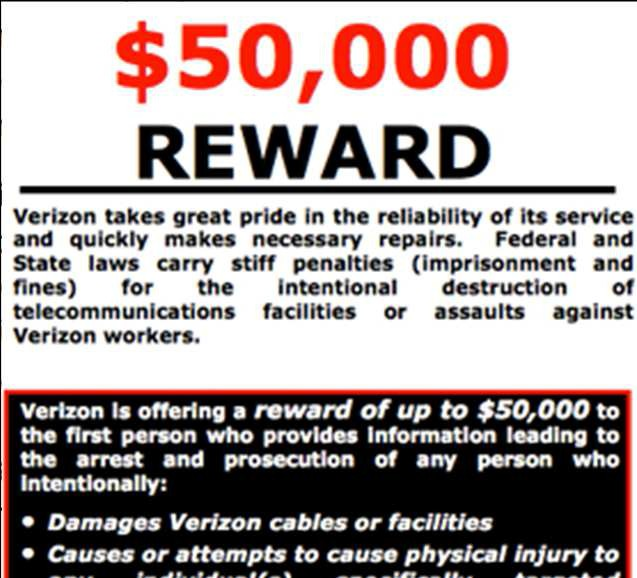 $50,000
REWARD
Verizon takes great pride in the reliability of its service
and quickly makes necessary repairs. Federal and
State laws carry stiff penalties (imprisonment and
fines) for the intentional destruction of
telecommunications facilities or assaults against
Verizon workers.
Verizon is offering a reward of up to $50,000 to
the first person who provides information leading to
the arrest and prosecution of any person who
intentionally:
• Damages Verizon cables or facilities
• Causes or attempts to cause physical injury to